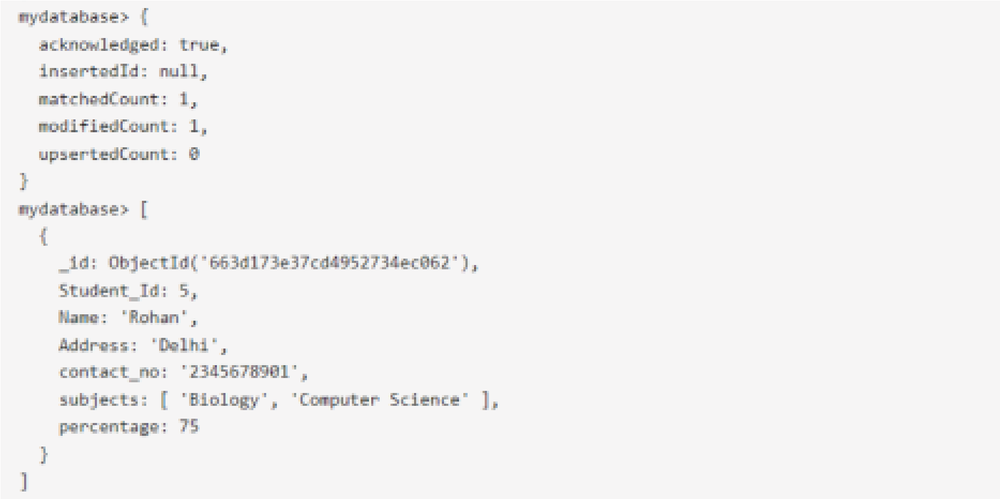 mydatabase> {
  acknowledged: true,
  insertedId: null,
  matchedCount: 1,
  modifiedCount: 1,
  upsertedCount: 0
}
mydatabase> [
  {
    _id: ObjectId('663d173e37cd4952734ec062'),
    Student_Id: 5,
    Name: 'Rohan',
    Address: 'Delhi',
    contact_no: '2345678901',
    subjects: [ 'Biology', 'Computer Science' ],
    percentage: 75
  }
]